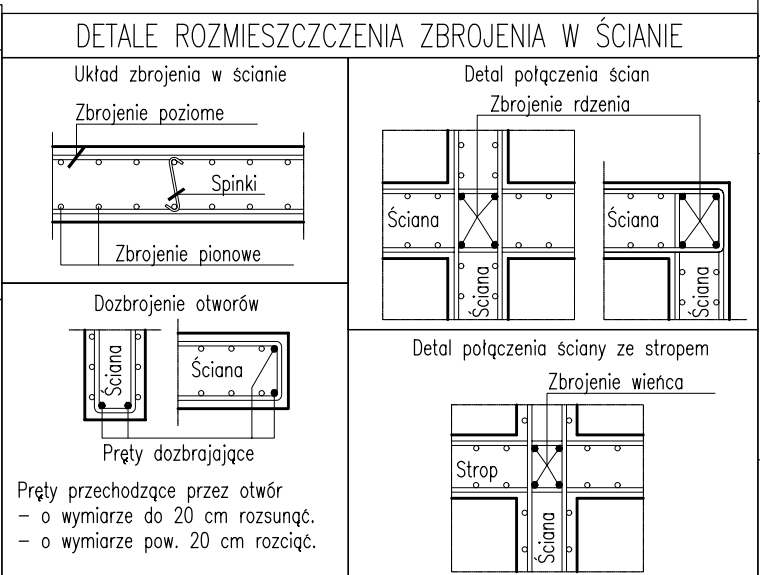 DETALE ROZMIESZCZCZENIA ZBROJENIA W ŚCIANIE
Układ zbrojenia w ścianie
Zbrojenie poziome
Spinki
Zbrojenie pionowe
Dozbrojenie otworów
Ściana
Ściana
Pręty dozbrajające
Pręty przechodzące przez otwór
– o wymiarze do 20 cm rozsunąć.
– o wymiarze pow. 20 cm rozciąć.
Detal połączenia ścian
Zbrojenie rdzenia
Ściana
Ściana
Ściana
Ściana
Detal połączenia ściany ze stropem
Zbrojenie wieńca
Strop
Ściana